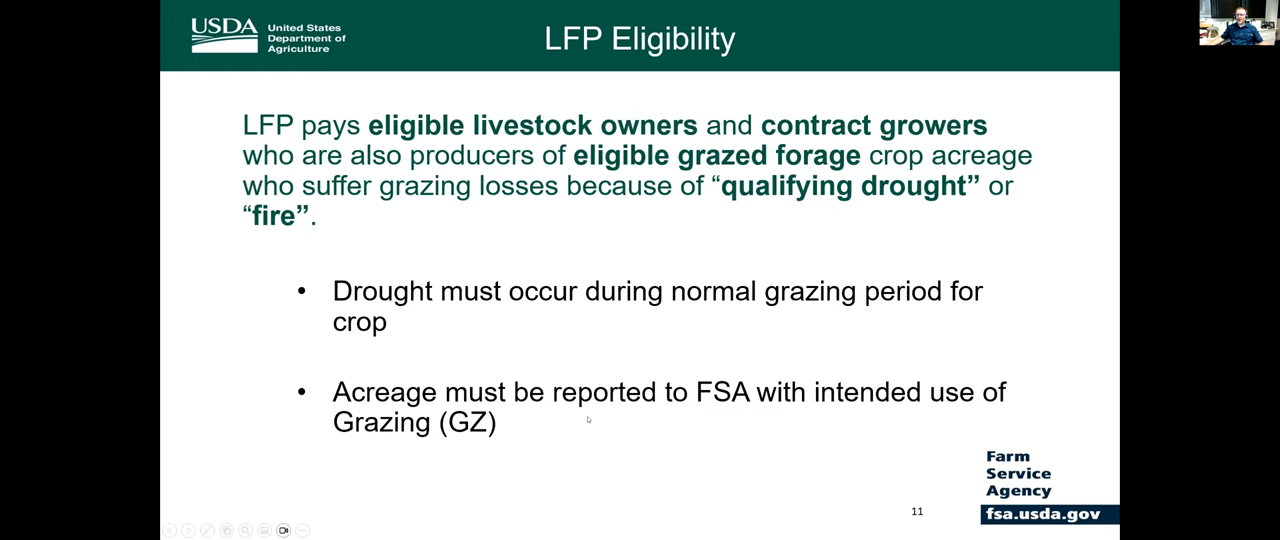 USDA
United States
Department of
Agriculture
LFP Eligibility
LFP pays eligible livestock owners and contract growers
who are also producers of eligible grazed forage crop acreage
who suffer grazing losses because of “qualifying drought” or
“fire”.
• Drought must occur during normal grazing period for
crop
• Acreage must be reported to FSA with intended use of
Grazing (GZ)
Farm
Service
Agency
fsa.usda.gov
11